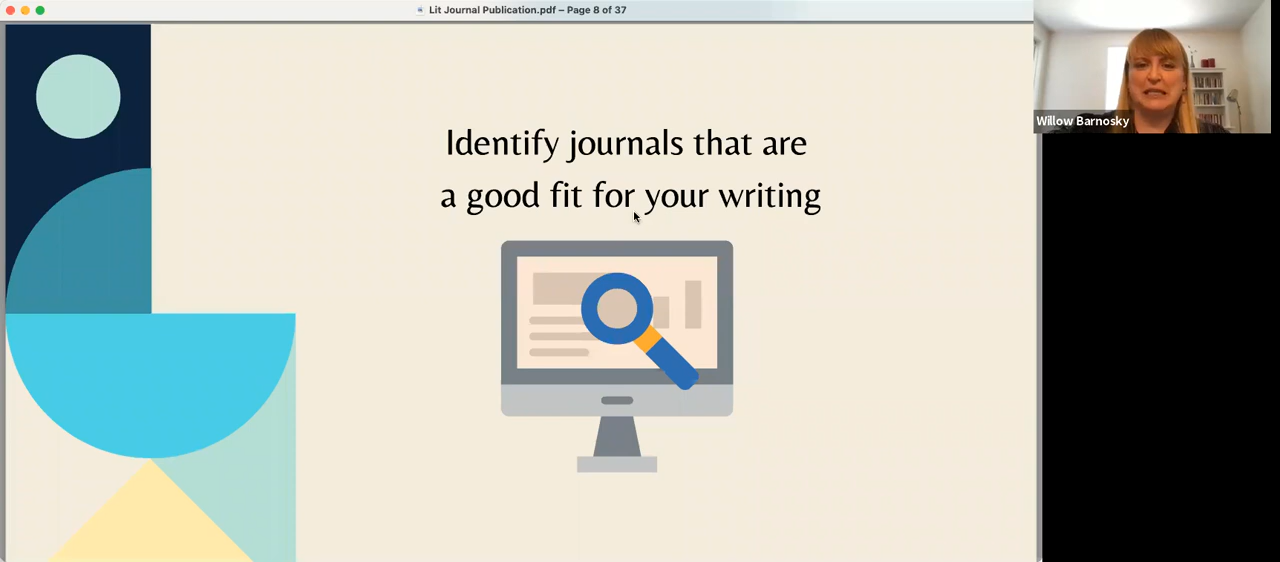 Lit Journal Publication.pdf – Page 8 of 37
Identify journals that are
a good fit for your writing
Willow Barnosky